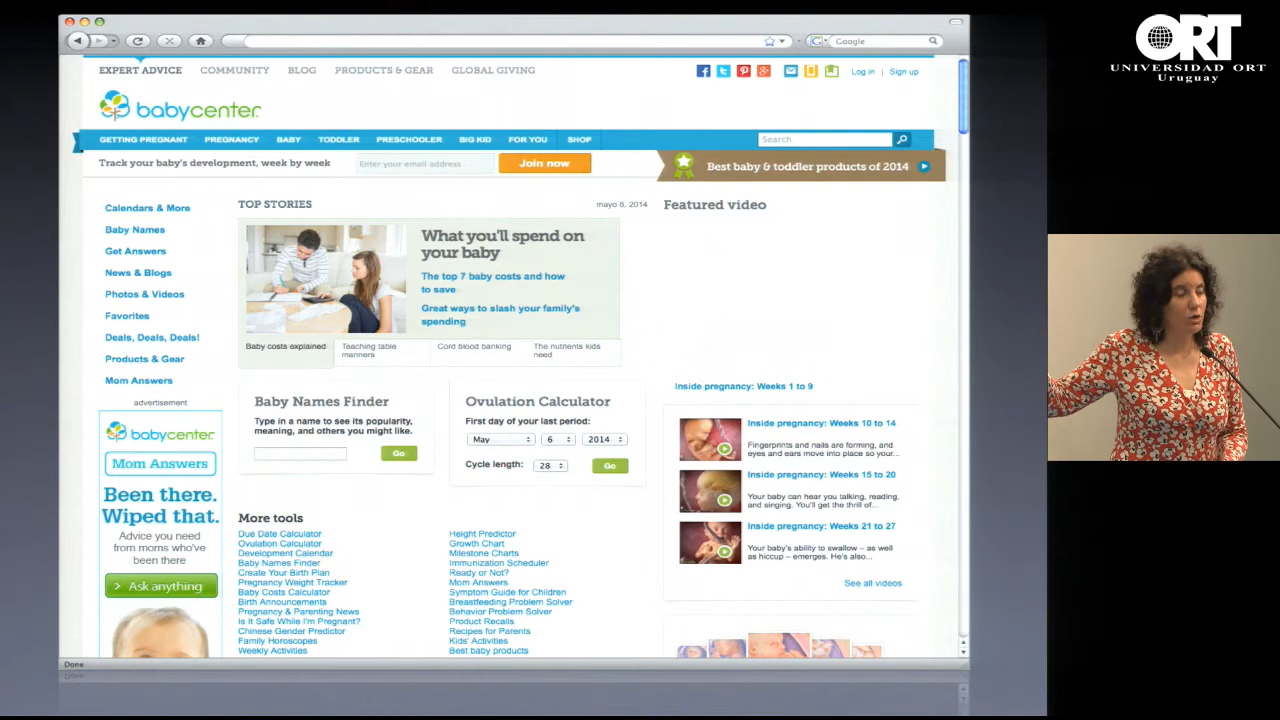 ORT
UNIVERSIDAD ORT
Uruguay
Google
EXPERT ADVICE
COMMUNITY
BLOG
PRODUCTS & GEAR
GLOBAL GIVING
Log in
Sign up
babycenter
GETTING PREGNANT
PREGNANCY
BABY
TODDLER
PRESCHOOLER
BIG KID
FOR YOU
SHOP
Search
Track your baby's development, week by week
Enter your email address
Join now
Best baby & toddler products of 2014
Calendars & More
Baby Names
Get Answers
News & Blogs
Photos & Videos
Favorites
Deals, Deals, Deals!
Products & Gear
Mom Answers
advertisement
babycenter
Mom Answers
Been there.
Wiped that.
Advice you need
from moms who've
been there
Ask anything
TOP STORIES
mayo 6, 2014
What you'll spend on
your baby
The top 7 baby costs and how
to save
Great ways to slash your family's
spending
Baby costs explained
Teaching table
manners
Cord blood banking
The nutrients kids
need
Baby Names Finder
Type in a name to see its popularity,
meaning, and others you might like.
Go
Ovulation Calculator
First day of your last period:
May
6
2014
Cycle length:
28
Go
More tools
Due Date Calculator
Ovulation Calculator
Development Calendar
Baby Names Finder
Create Your Birth Plan
Pregnancy Weight Tracker
Baby Costs Calculator
Birth Announcements
Pregnancy & Parenting News
Is It Safe While I'm Pregnant?
Chinese Gender Predictor
Family Horoscopes
Weekly Activities
Height Predictor
Growth Chart
Milestone Charts
Immunization Scheduler
Ready or Not?
Mom Answers
Symptom Guide for Children
Breastfeeding Problem Solver
Behavior Problem Solver
Product Recalls
Recipes for Parents
Kids' Activities
Best baby products
Featured video
Inside pregnancy: Weeks 1 to 9
Inside pregnancy: Weeks 10 to 14
Fingerprints and nails are forming, and
eyes and ears move into place so your...
Inside pregnancy: Weeks 15 to 20
Your baby can hear you talking, reading,
and singing. You'll get the thrill of...
Inside pregnancy: Weeks 21 to 27
Your baby's ability to swallow – as well
as hiccup – emerges. He's also...
See all videos
Done